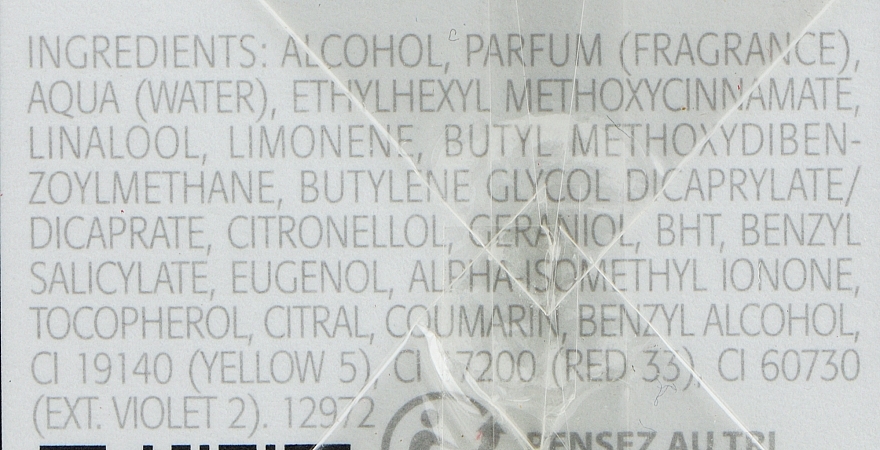 INGREDIENTS: ALCOHOL, PARFUM (FRAGRANCE),
AQUA (WATER), ETHYLHEXYL METHOXYCINNAMATE,
LINALOOL, LIMONENE, BUTYL METHOXYDIBEN-
ZOYLMETHANE, BUTYLENE GLYCOL DICAPRYLATE/
DICAPRATE, CITRONELLOL, GERANIOL, BHT, BENZYL
SALICYLATE, EUGENOL, ALPHA-ISOMETHYL IONONE,
TOCOPHEROL, CITRAL, COUMARIN, BENZYL ALCOHOL,
CI 19140 (YELLOW 5), CI 17200 (RED 33), CI 60730
(EXT. VIOLET 2). 12972
PENSEZ AU TRI